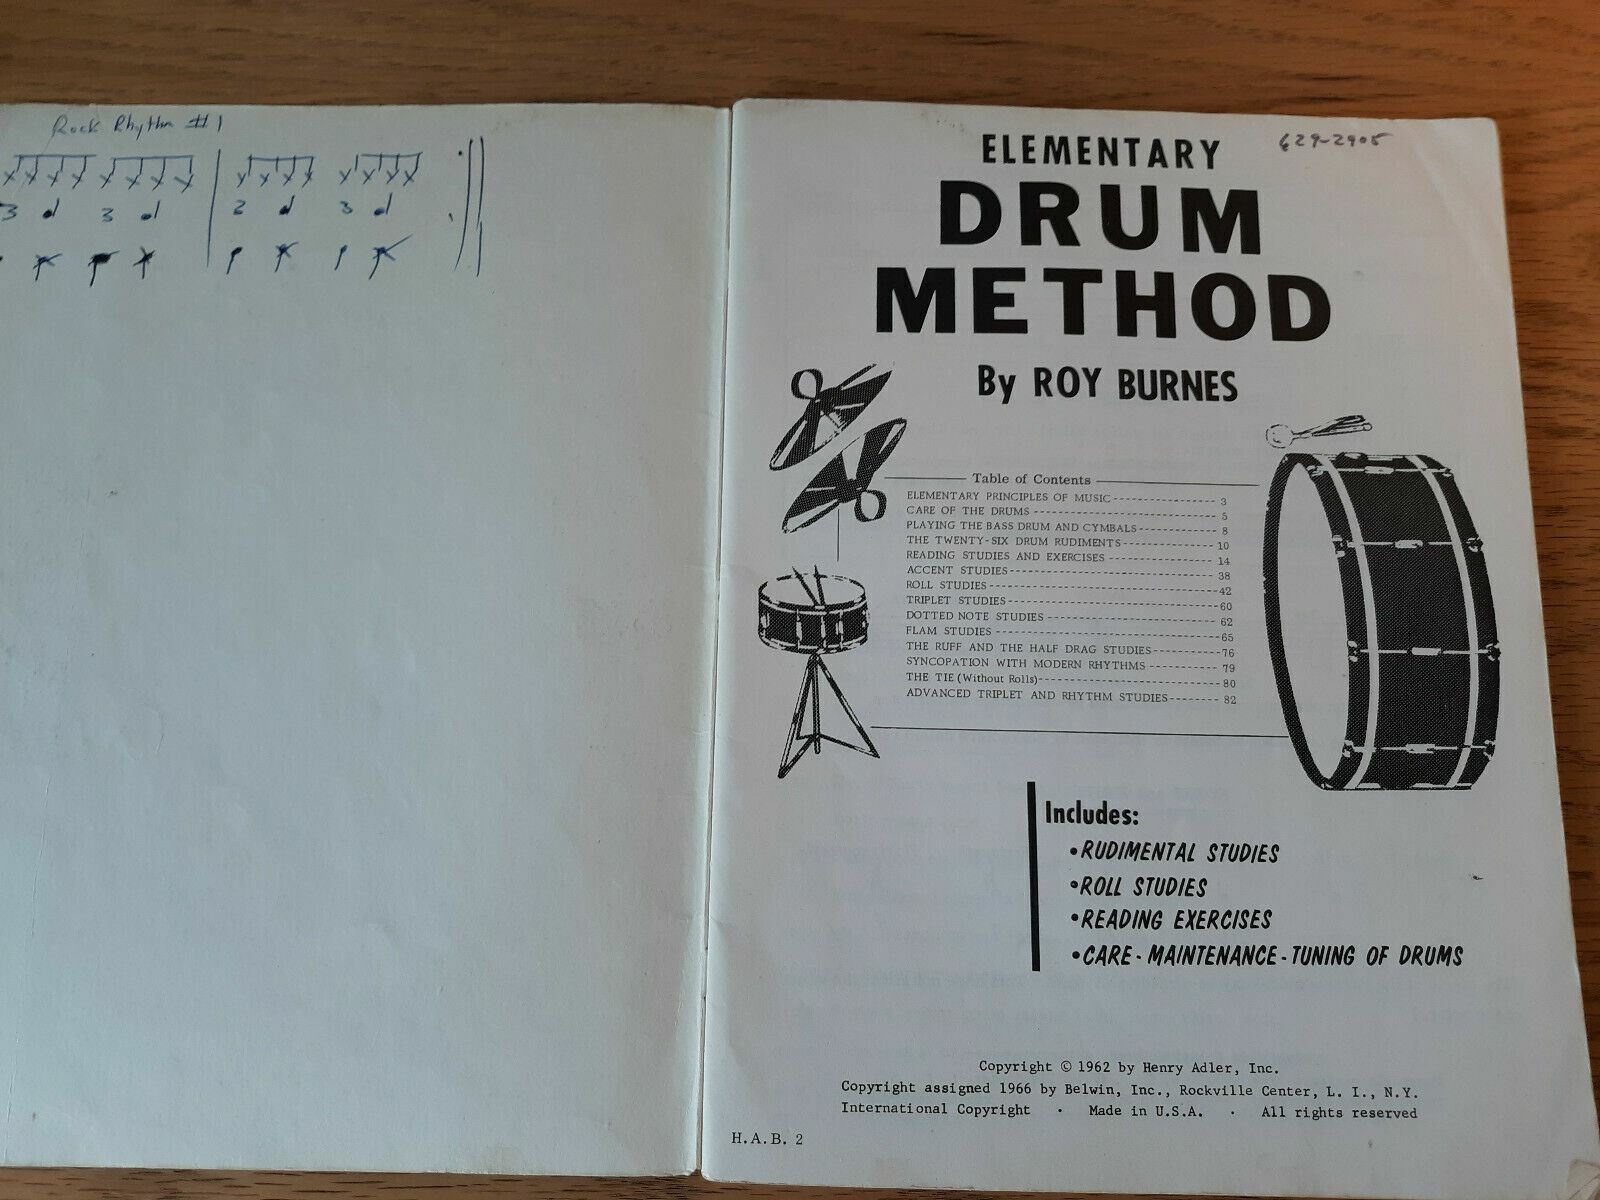 Rock Rhythm #1
3 d 3 d 2 d 3 d
629-2905
ELEMENTARY
DRUM
METHOD
By ROY BURNES
Table of Contents
ELEMENTARY PRINCIPLES OF MUSIC ------------------ 3
CARE OF THE DRUMS -------------------------------- 5
PLAYING THE BASS DRUM AND CYMBALS------------- 8
THE TWENTY-SIX DRUM RUDIMENTS---------------- 10
READING STUDIES AND EXERCISES ------------------ 14
ACCENT STUDIES----------------------------------- 38
ROLL STUDIES-------------------------------------- 42
TRIPLET STUDIES----------------------------------- 60
DOTTED NOTE STUDIES ----------------------------- 62
FLAM STUDIES ------------------------------------- 65
THE RUFF AND THE HALF DRAG STUDIES------------ 76
SYNCOPATION WITH MODERN RHYTHMS ------------ 79
THE TIE (Without Rolls)------------------------------- 80
ADVANCED TRIPLET AND RHYTHM STUDIES-------- 82
Includes:
•RUDIMENTAL STUDIES
•ROLL STUDIES
•READING EXERCISES
•CARE - MAINTENANCE - TUNING OF DRUMS
Copyright © 1962 by Henry Adler, Inc.
Copyright assigned 1966 by Belwin, Inc., Rockville Center, L. I., N.Y.
International Copyright · Made in U.S.A. · All rights reserved
H.A.B. 2